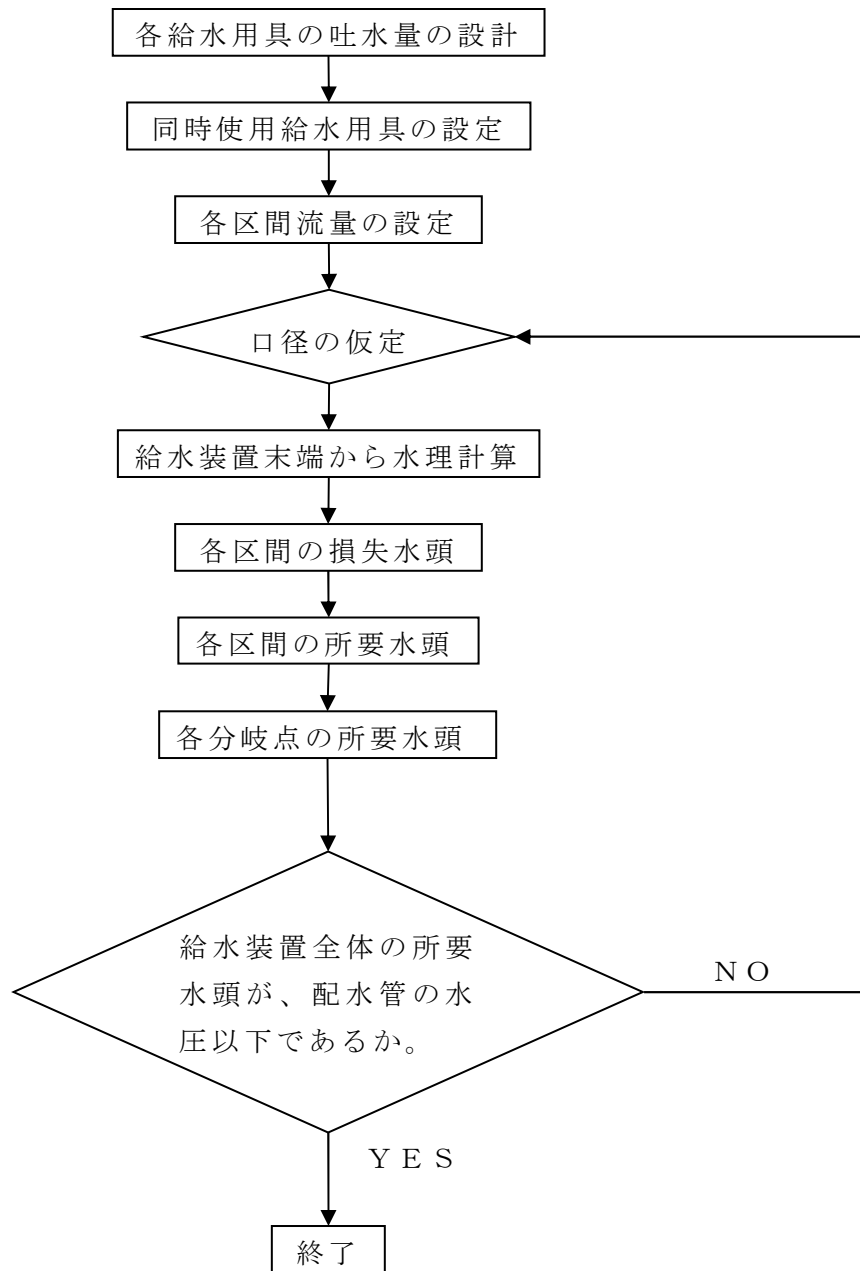 各給水用具の吐水量の設計
同時使用給水用具の設定
各区間流量の設定
口径の仮定
給水装置末端から水理計算
各区間の損失水頭
各区間の所要水頭
各分岐点の所要水頭
給水装置全体の所要
水頭が、配水管の水
圧以下であるか。
ＮＯ
ＹＥＳ
終了